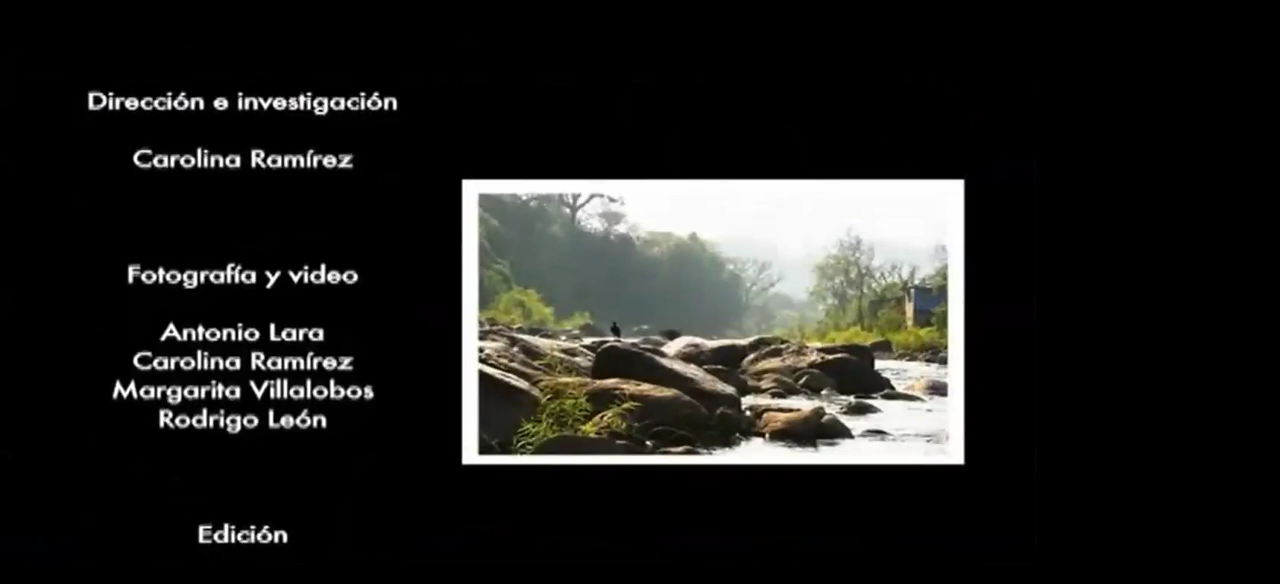 Dirección e investigación
Carolina Ramírez
Fotografía y video
Antonio Lara
Carolina Ramírez
Margarita Villalobos
Rodrigo León
Edición